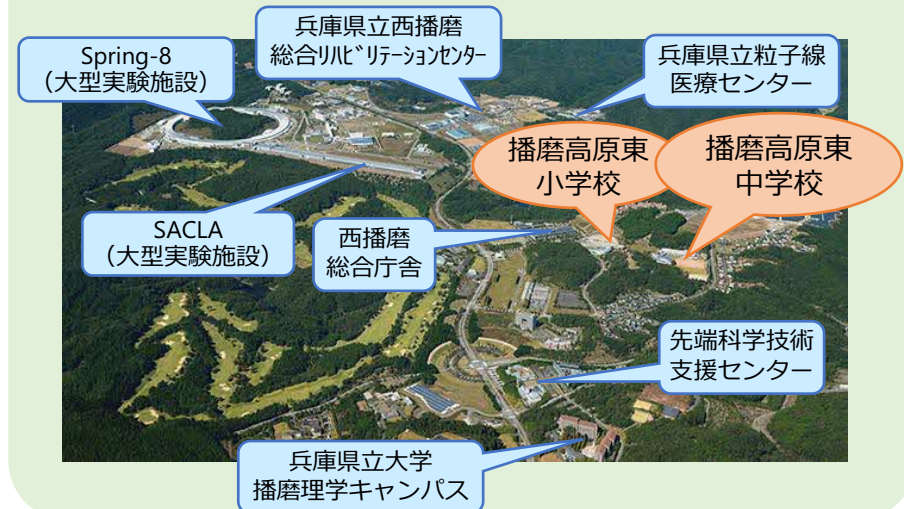 兵庫県立西播磨
総合ﾘﾊﾋﾞﾘﾃｰｼｮﾝｾﾝﾀｰ
Spring-8
（大型実験施設）
兵庫県立粒子線
医療センター
播磨高原東
小学校
播磨高原東
中学校
SACLA
（大型実験施設）
西播磨
総合庁舎
先端科学技術
支援センター
兵庫県立大学
播磨理学キャンパス